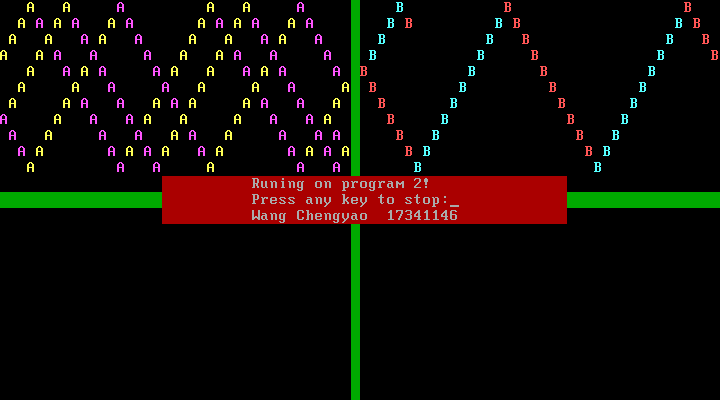 A A A A A A B B B
A A A A A A A A A A A A B B B B B B
A A A A A A A A A B B B B B
A A A A A A A A A A B B B B B
A A A A A A A A A A A B B B B
A A A A A A A A B B B B
A A A A A A A A A A A B B B B
A A A A A A A A A A B B B B
A A A A A A A A A A B B B B
A A A A A A A A A A A A B B B B
A A A A A A B B
Runing on program 2!
Press any key to stop:_
Wang Chengyao 17341146